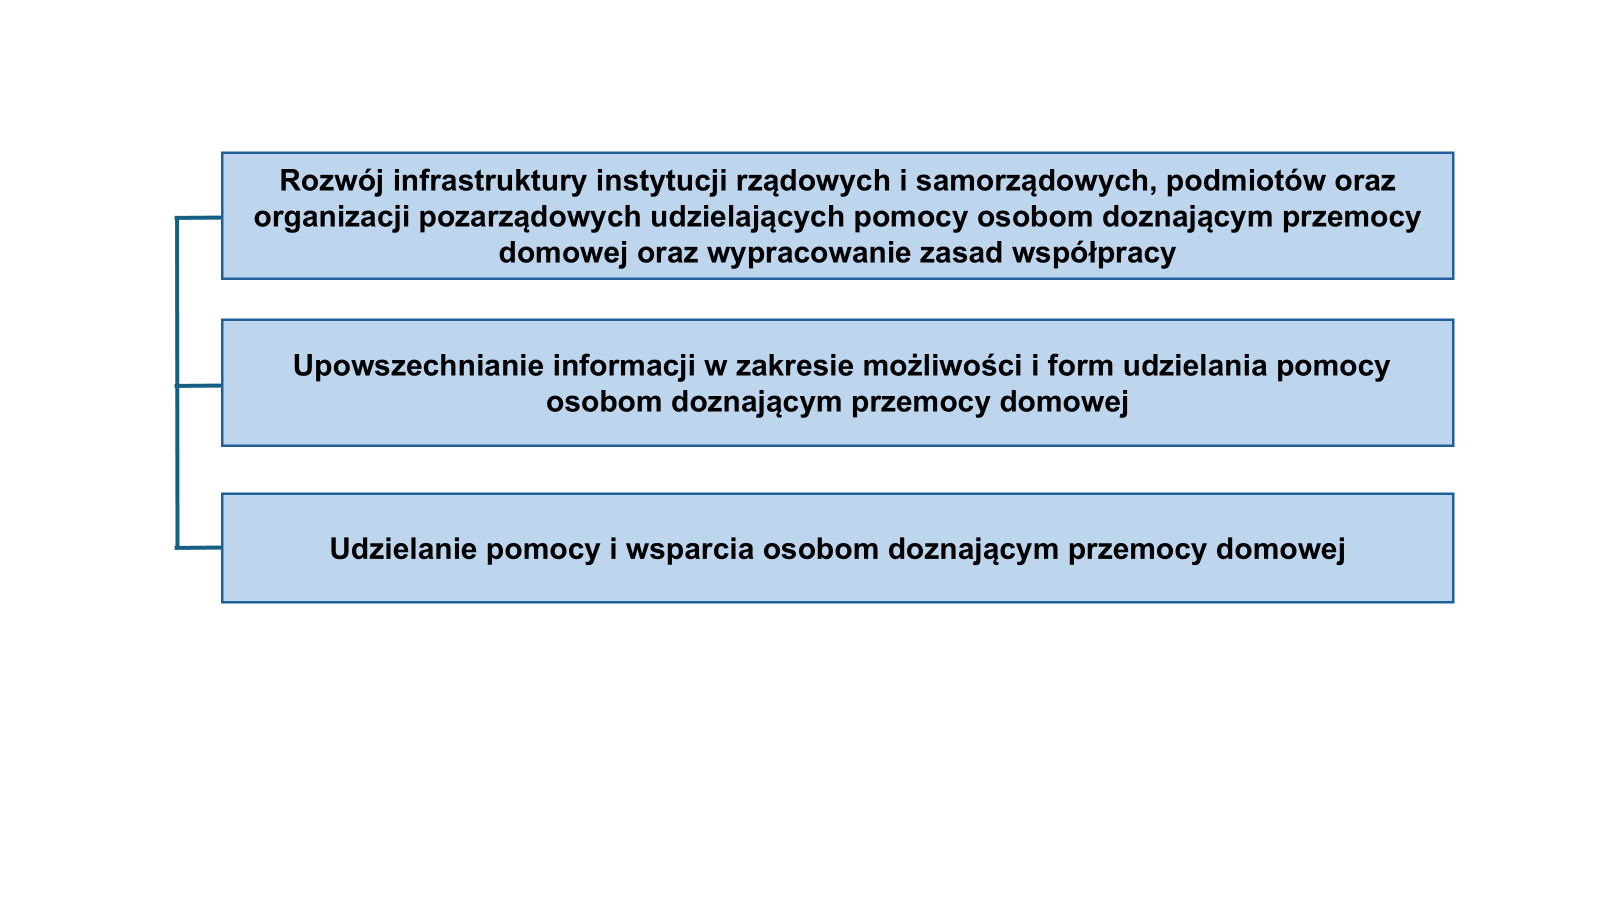 Rozwój infrastruktury instytucji rządowych i samorządowych, podmiotów oraz
organizacji pozarządowych udzielających pomocy osobom doznającym przemocy
domowej oraz wypracowanie zasad współpracy
Upowszechnianie informacji w zakresie możliwości i form udzielania pomocy
osobom doznającym przemocy domowej
Udzielanie pomocy i wsparcia osobom doznającym przemocy domowej